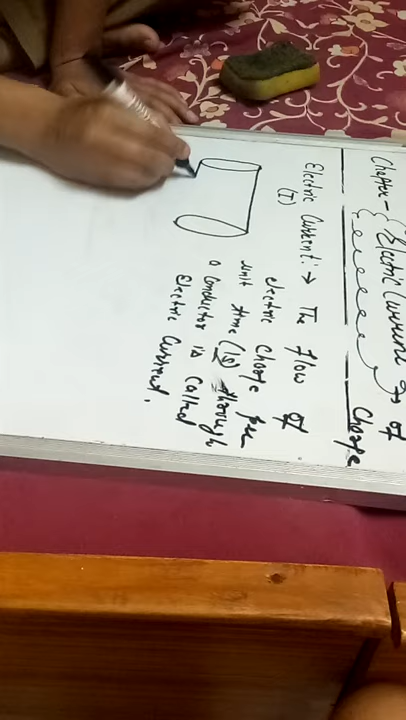 Chapter - { Electric Current → of Charge
Electric Current : → The flow of
(I)
electric charge per
unit time (1s) through
a conductor is called
Electric Current.